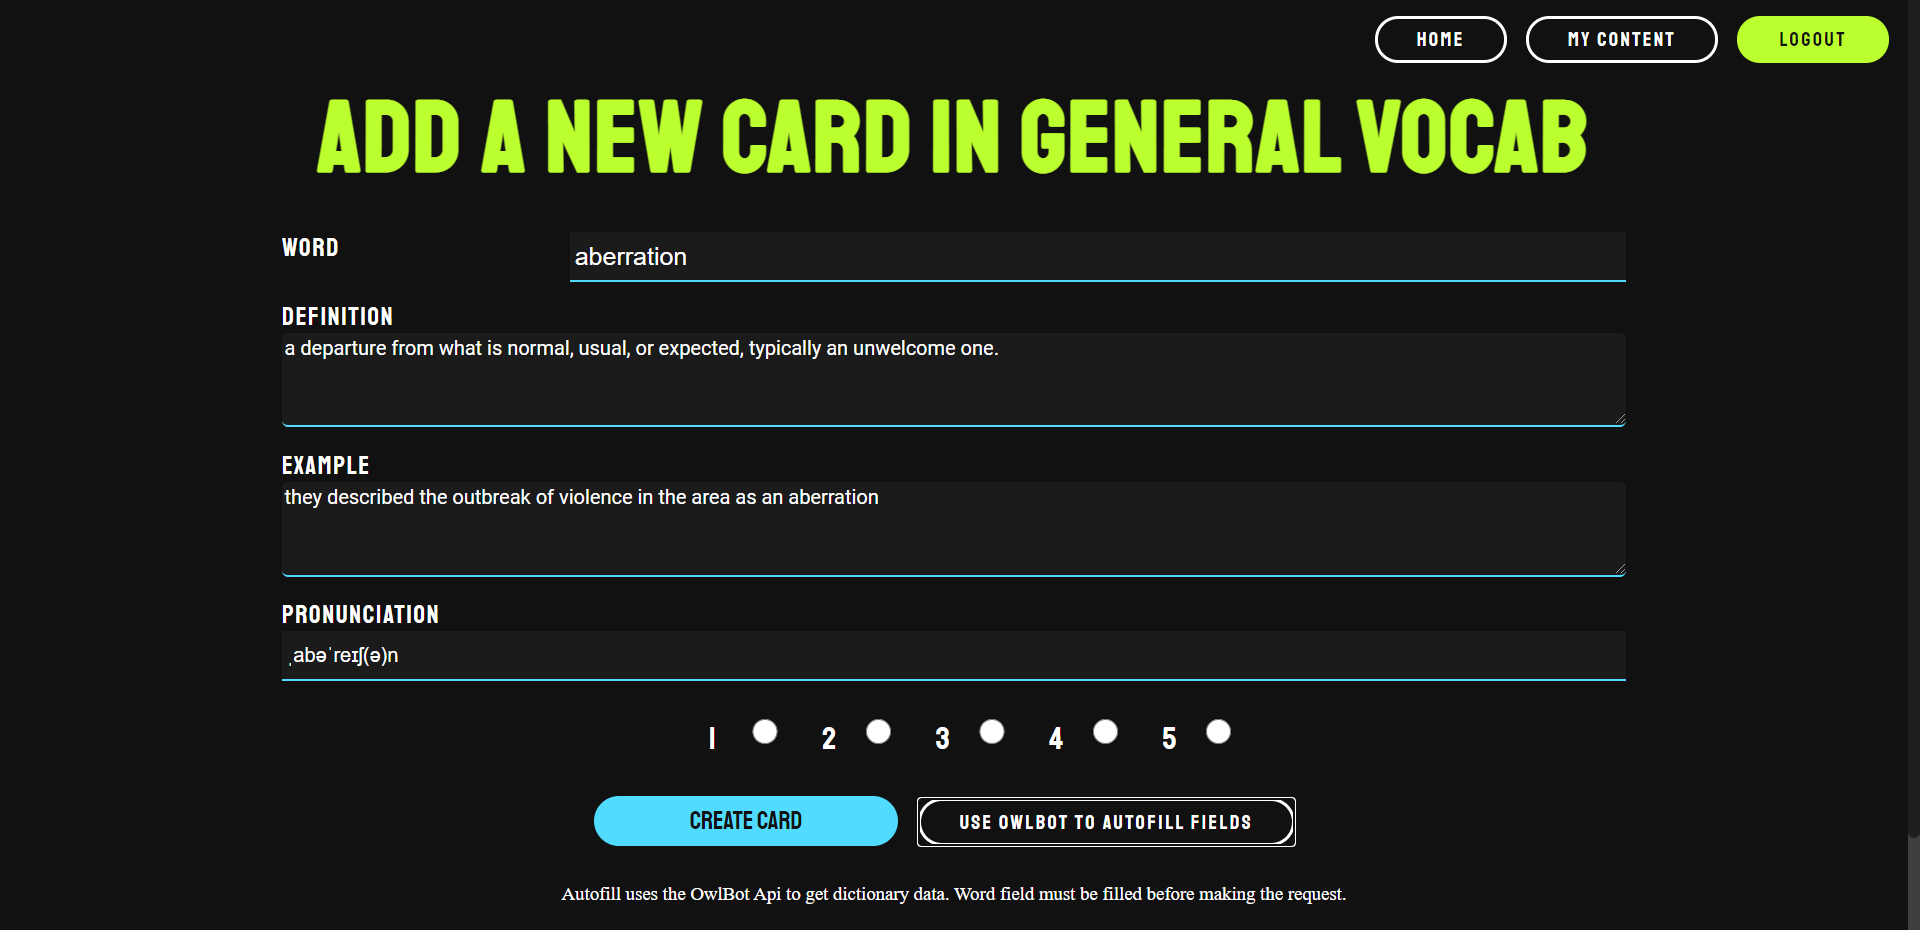 HOME MY CONTENT LOGOUT
ADD A NEW CARD IN GENERAL VOCAB
WORD
aberration
DEFINITION
a departure from what is normal, usual, or expected, typically an unwelcome one.
EXAMPLE
they described the outbreak of violence in the area as an aberration
PRONUNCIATION
ˌabəˈreɪʃ(ə)n
1 2 3 4 5
CREATE CARD USE OWLBOT TO AUTOFILL FIELDS
Autofill uses the OwlBot Api to get dictionary data. Word field must be filled before making the request.